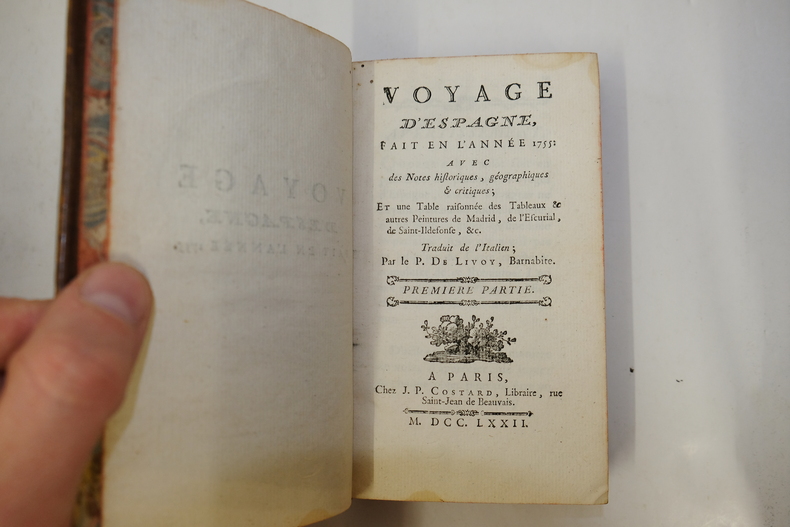 VOYAGE
D'ESPAGNE,
FAIT EN L'ANNÉE 1755:
AVEC
des Notes hiſtoriques, géographiques
& critiques;
ET une Table raiſonnée des Tableaux &
autres Peintures de Madrid, de l'Eſcurial,
de Saint-Ildefonſe, &c.
Traduit de l'Italien;
Par le P. DE LIVOY, Barnabite.
PREMIERE PARTIE.
A PARIS,
Chez J. P. COSTARD, Libraire, rue
Saint-Jean de Beauvais.
M. DCC. LXXII.